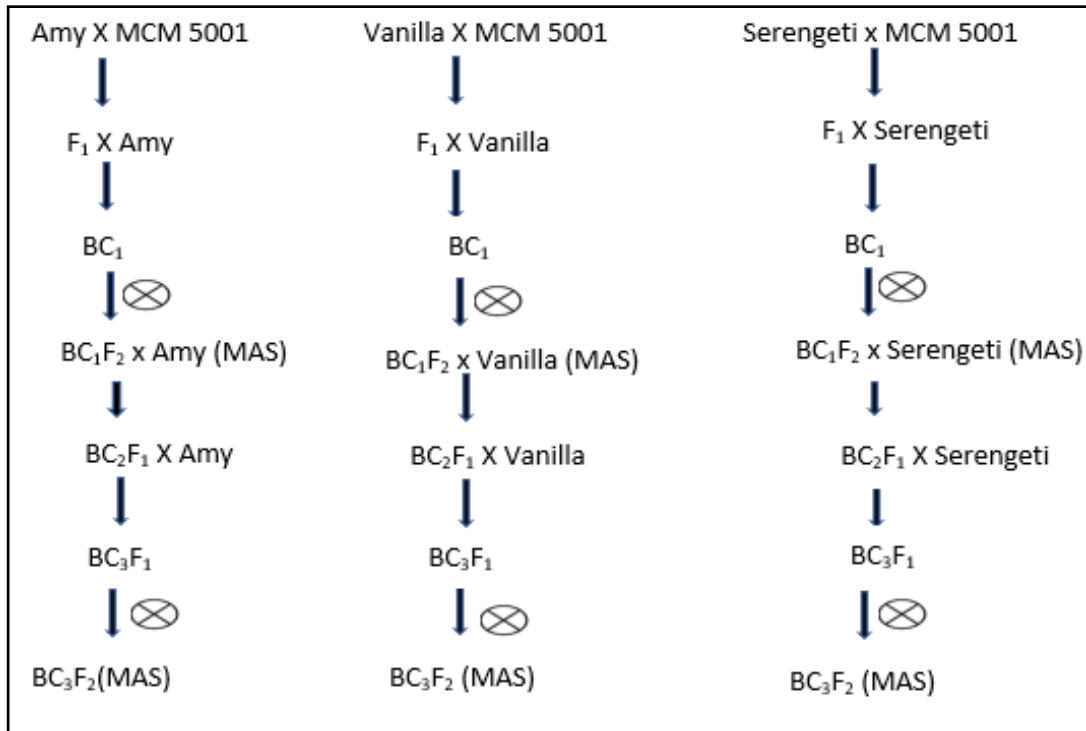 Amy X MCM 5001
F₁ X Amy
BC₁
BC₁F₂ x Amy (MAS)
BC₂F₁ X Amy
BC₃F₁
BC₃F₂(MAS)
Vanilla X MCM 5001
F₁ X Vanilla
BC₁
BC₁F₂ x Vanilla (MAS)
BC₂F₁ X Vanilla
BC₃F₁
BC₃F₂ (MAS)
Serengeti x MCM 5001
F₁ X Serengeti
BC₁
BC₁F₂ x Serengeti (MAS)
BC₂F₁ X Serengeti
BC₃F₁
BC₃F₂ (MAS)